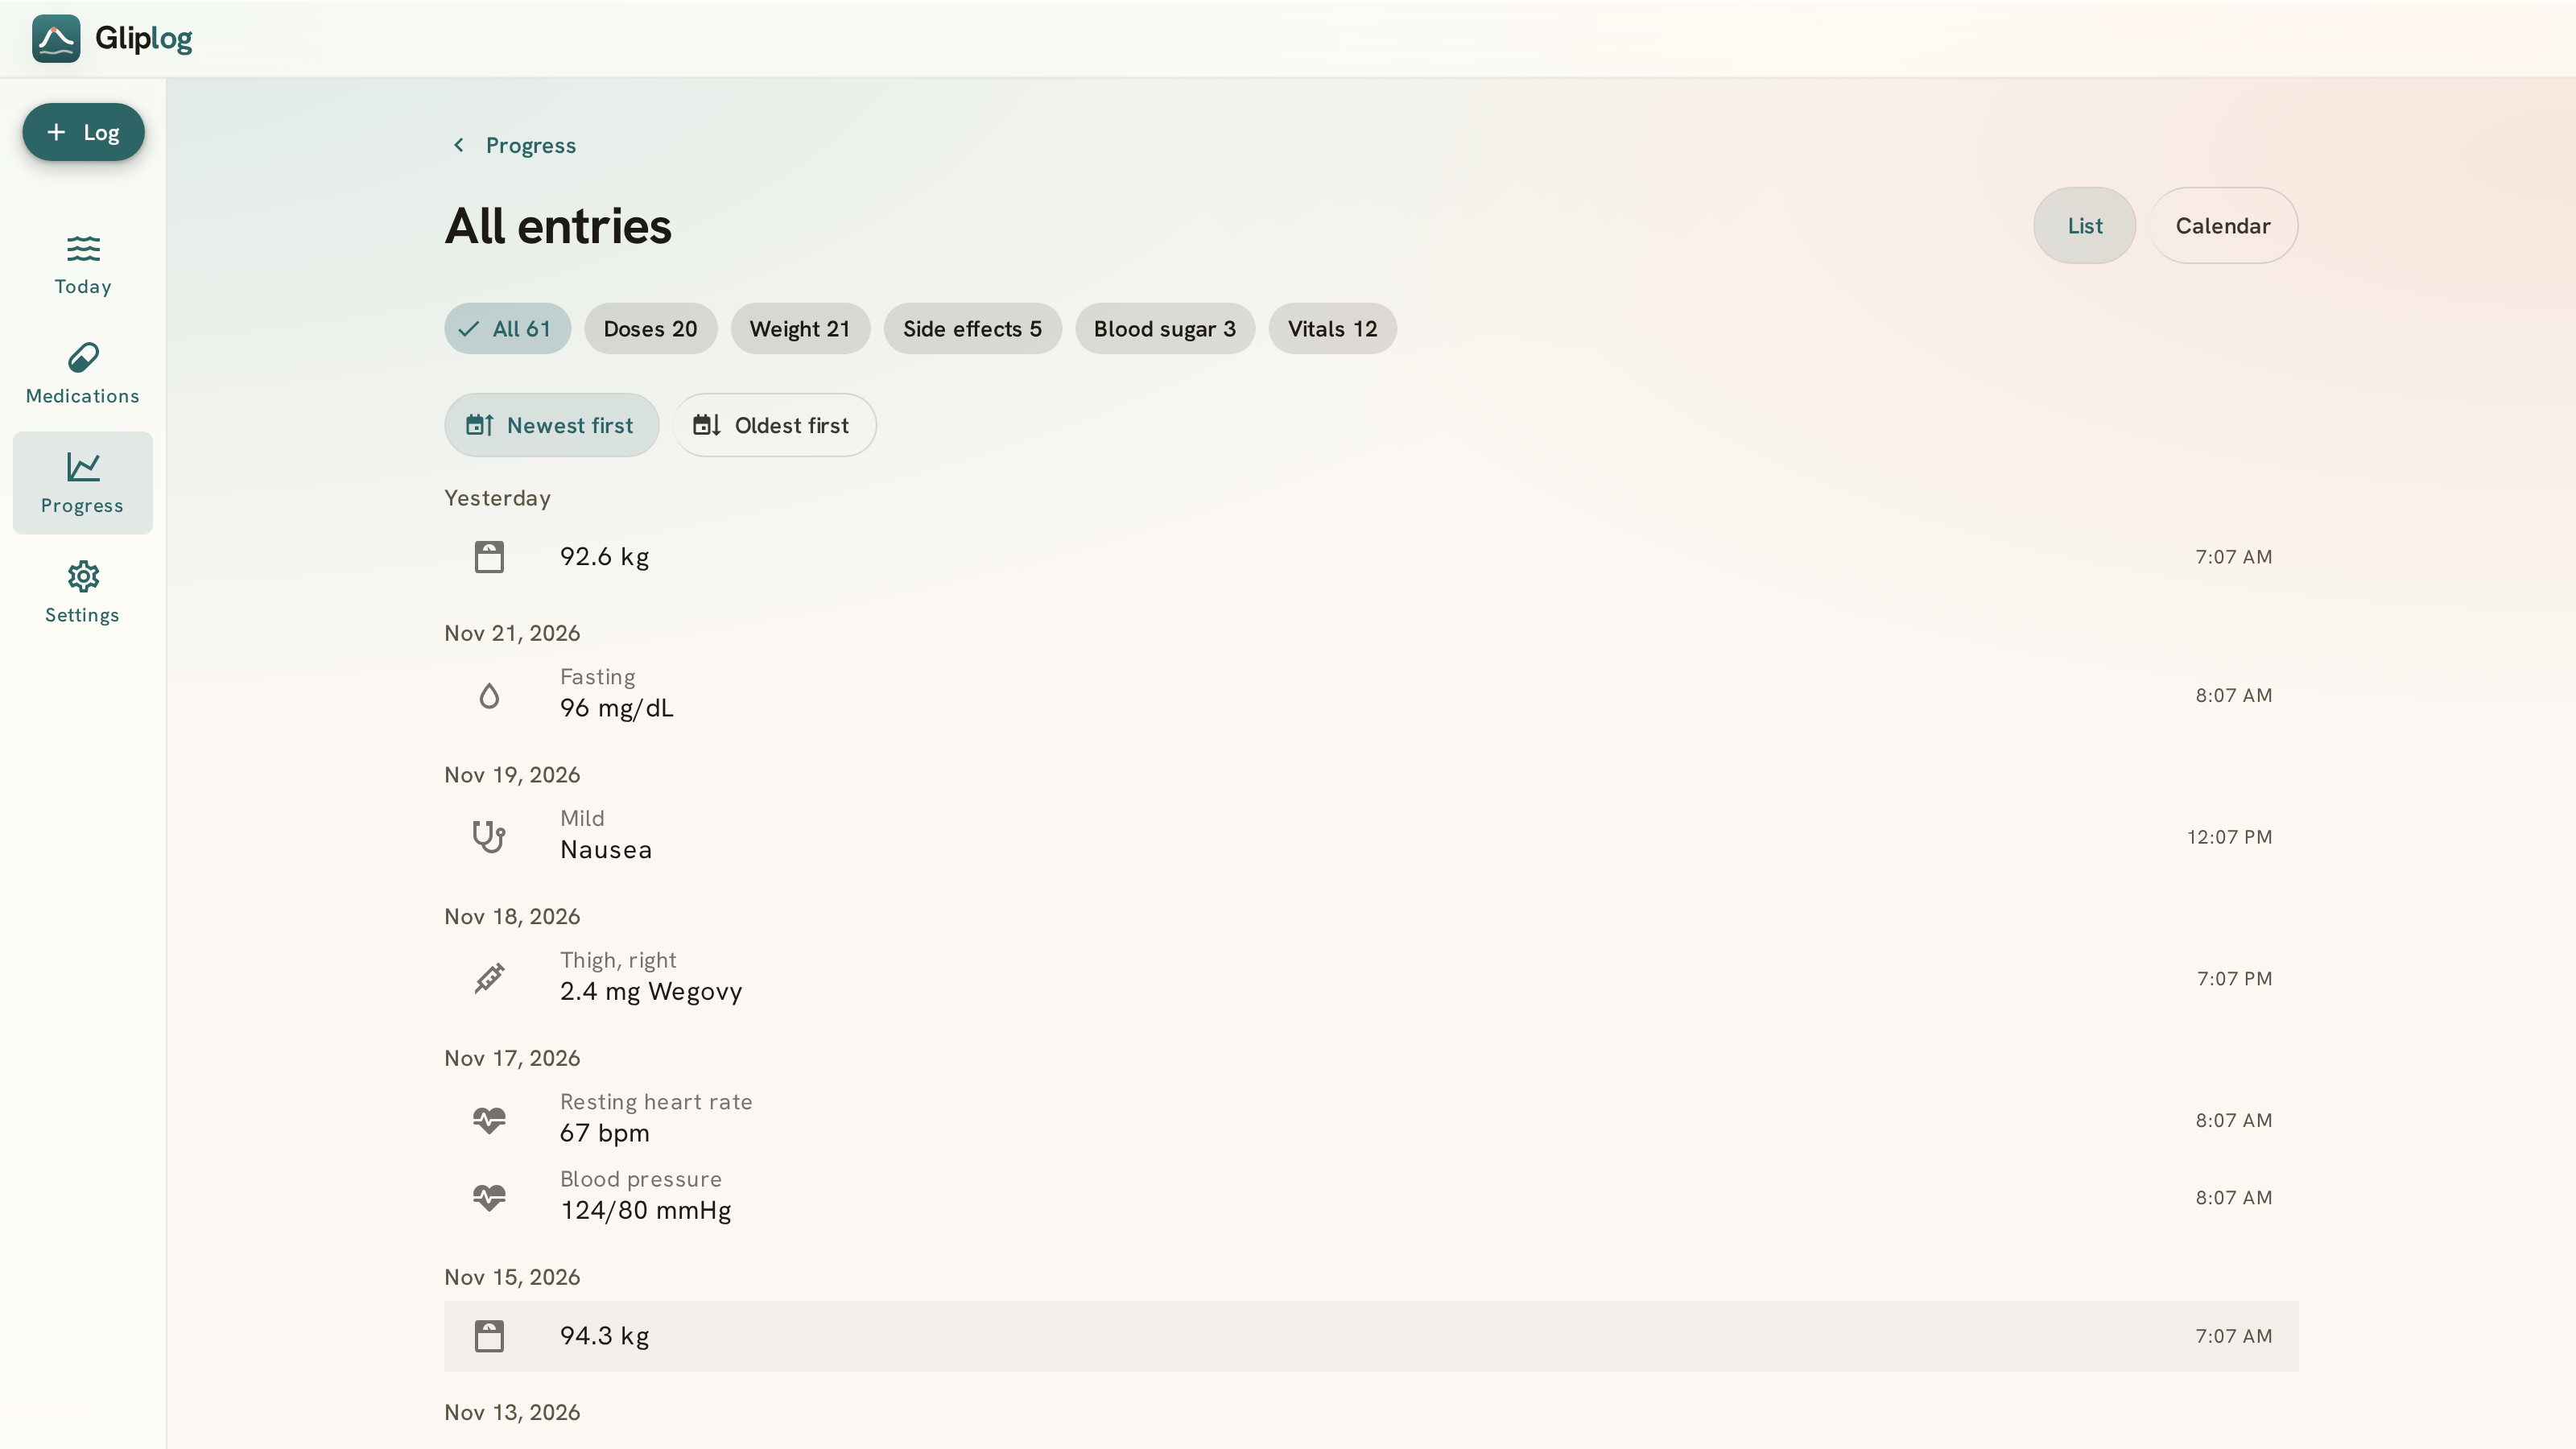 Gliplog
Log
Today
Medications
Progress
Settings
Progress
All entries
List
Calendar
All 61
Doses 20
Weight 21
Side effects 5
Blood sugar 3
Vitals 12
Newest first
Oldest first
Yesterday
92.6 kg
7:07 AM
Nov 21, 2026
Fasting
96 mg/dL
8:07 AM
Nov 19, 2026
Mild
Nausea
12:07 PM
Nov 18, 2026
Thigh, right
2.4 mg Wegovy
7:07 PM
Nov 17, 2026
Resting heart rate
67 bpm
8:07 AM
Blood pressure
124/80 mmHg
8:07 AM
Nov 15, 2026
94.3 kg
7:07 AM
Nov 13, 2026